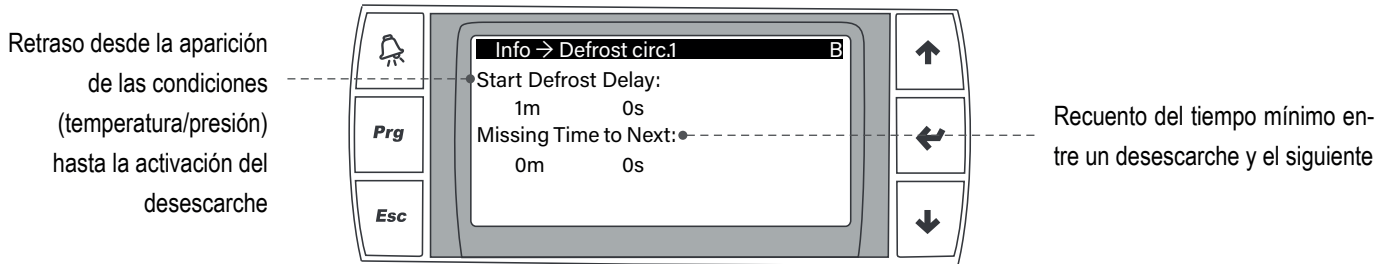 Retraso desde la aparición
de las condiciones
(temperatura/presión)
hasta la activación del
desescarche
Prg
Esc
Info → Defrost circ.1 B
Start Defrost Delay:
1m 0s
Missing Time to Next:
0m 0s
Recuento del tiempo mínimo en-
tre un desescarche y el siguiente